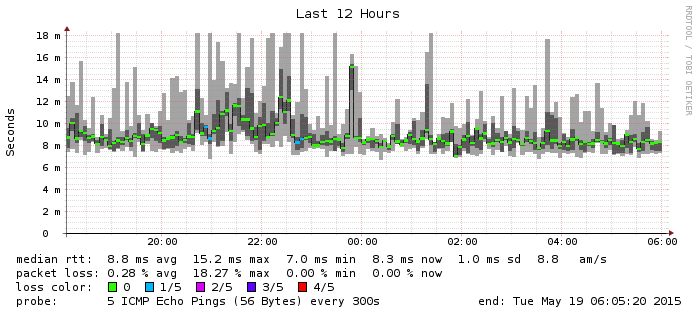 Last 12 Hours
RRDTOOL / TOBI OETIKER
Seconds
18 m
16 m
14 m
12 m
10 m
8 m
6 m
4 m
2 m
0
20:00 22:00 00:00 02:00 04:00 06:00
median rtt: 8.8 ms avg 15.2 ms max 7.0 ms min 8.3 ms now 1.0 ms sd 8.8 am/s
packet loss: 0.28 % avg 18.27 % max 0.00 % min 0.00 % now
loss color: 0 1/5 2/5 3/5 4/5
probe: 5 ICMP Echo Pings (56 Bytes) every 300s end: Tue May 19 06:05:20 2015